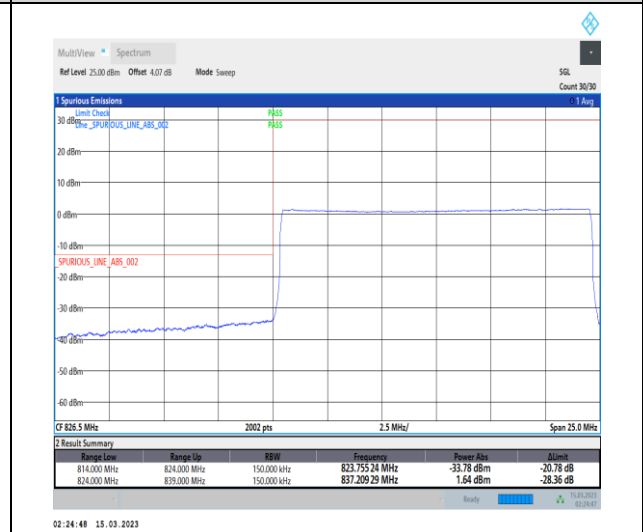 MultiView Spectrum
Ref Level 25.00 dBm Offset 4.07 dB Mode Sweep SGL
Count 30/30
1 Spurious Emissions 1 Avg
Limit Check PASS
30 dBm
Line _SPURIOUS_LINE_ABS_002 PASS
20 dBm
10 dBm
0 dBm
-10 dBm
_SPURIOUS_LINE_ABS_002
-20 dBm
-30 dBm
-40 dBm
-50 dBm
-60 dBm
CF 826.5 MHz 2002 pts 2.5 MHz/ Span 25.0 MHz
2 Result Summary
Range Low Range Up RBW Frequency Power Abs ΔLimit
814.000 MHz 824.000 MHz 150.000 kHz 823.755 24 MHz -33.78 dBm -20.78 dB
824.000 MHz 839.000 MHz 150.000 kHz 837.209 29 MHz 1.64 dBm -28.36 dB
Ready 15.03.2023
02:24:47
02:24:48 15.03.2023